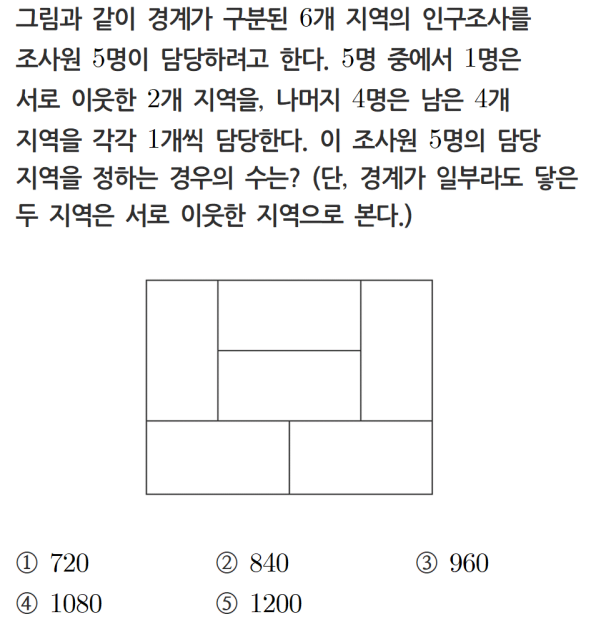 그림과 같이 경계가 구분된 6개 지역의 인구조사를
조사원 5명이 담당하려고 한다. 5명 중에서 1명은
서로 이웃한 2개 지역을, 나머지 4명은 남은 4개
지역을 각각 1개씩 담당한다. 이 조사원 5명의 담당
지역을 정하는 경우의 수는? (단, 경계가 일부라도 닿은
두 지역은 서로 이웃한 지역으로 본다.)
① 720 ② 840 ③ 960
④ 1080 ⑤ 1200